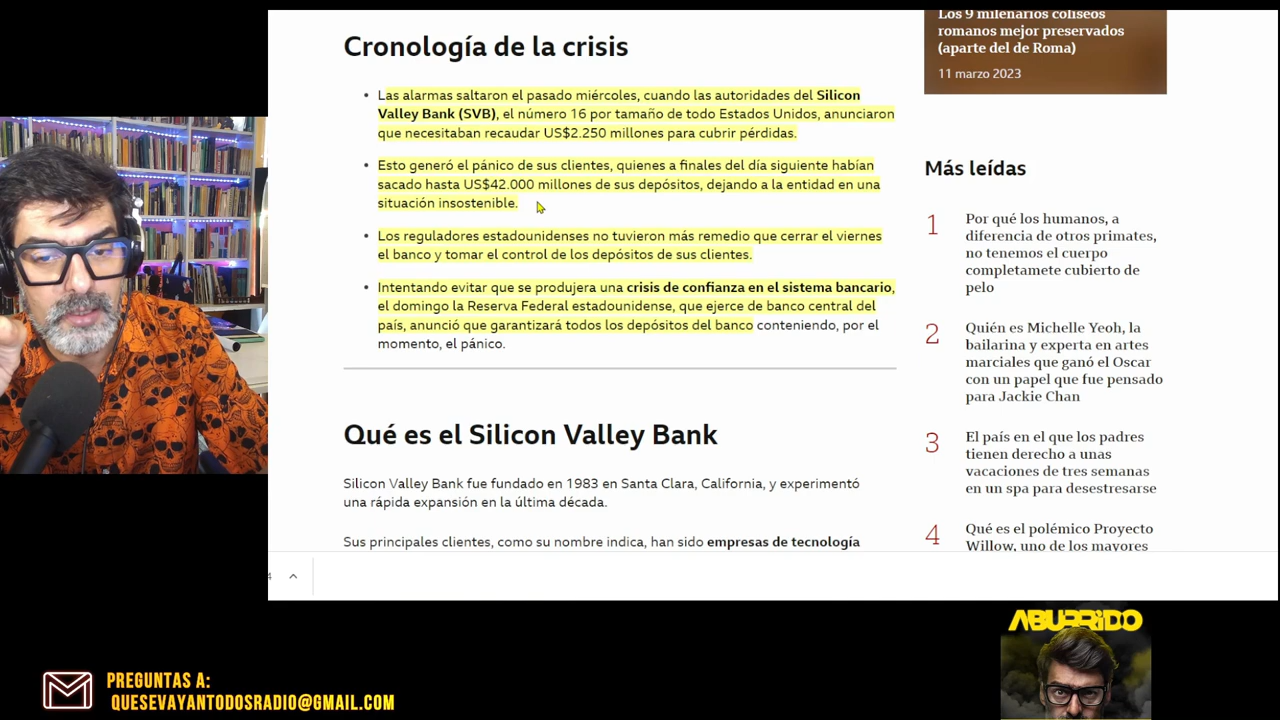 Cronología de la crisis
Las alarmas saltaron el pasado miércoles, cuando las autoridades del Silicon
Valley Bank (SVB), el número 16 por tamaño de todo Estados Unidos, anunciaron
que necesitaban recaudar US$2.250 millones para cubrir pérdidas.
Esto generó el pánico de sus clientes, quienes a finales del día siguiente habían
sacado hasta US$42.000 millones de sus depósitos, dejando a la entidad en una
situación insostenible.
Los reguladores estadounidenses no tuvieron más remedio que cerrar el viernes
el banco y tomar el control de los depósitos de sus clientes.
Intentando evitar que se produjera una crisis de confianza en el sistema bancario,
el domingo la Reserva Federal estadounidense, que ejerce de banco central del
país, anunció que garantizará todos los depósitos del banco conteniendo, por el
momento, el pánico.
Qué es el Silicon Valley Bank
Silicon Valley Bank fue fundado en 1983 en Santa Clara, California, y experimentó
una rápida expansión en la última década.
Sus principales clientes, como su nombre indica, han sido empresas de tecnología
Los 9 milenarios coliseos
romanos mejor preservados
(aparte del de Roma)
11 marzo 2023
Más leídas
1
Por qué los humanos, a
diferencia de otros primates,
no tenemos el cuerpo
completamete cubierto de
pelo
2
Quién es Michelle Yeoh, la
bailarina y experta en artes
marciales que ganó el Oscar
con un papel que fue pensado
para Jackie Chan
3
El país en el que los padres
tienen derecho a unas
vacaciones de tres semanas
en un spa para desestresarse
4
Qué es el polémico Proyecto
Willow, uno de los mayores
ABURRIDO
PREGUNTAS A:
QUESEVAYANTODOSRADIO@GMAIL.COM